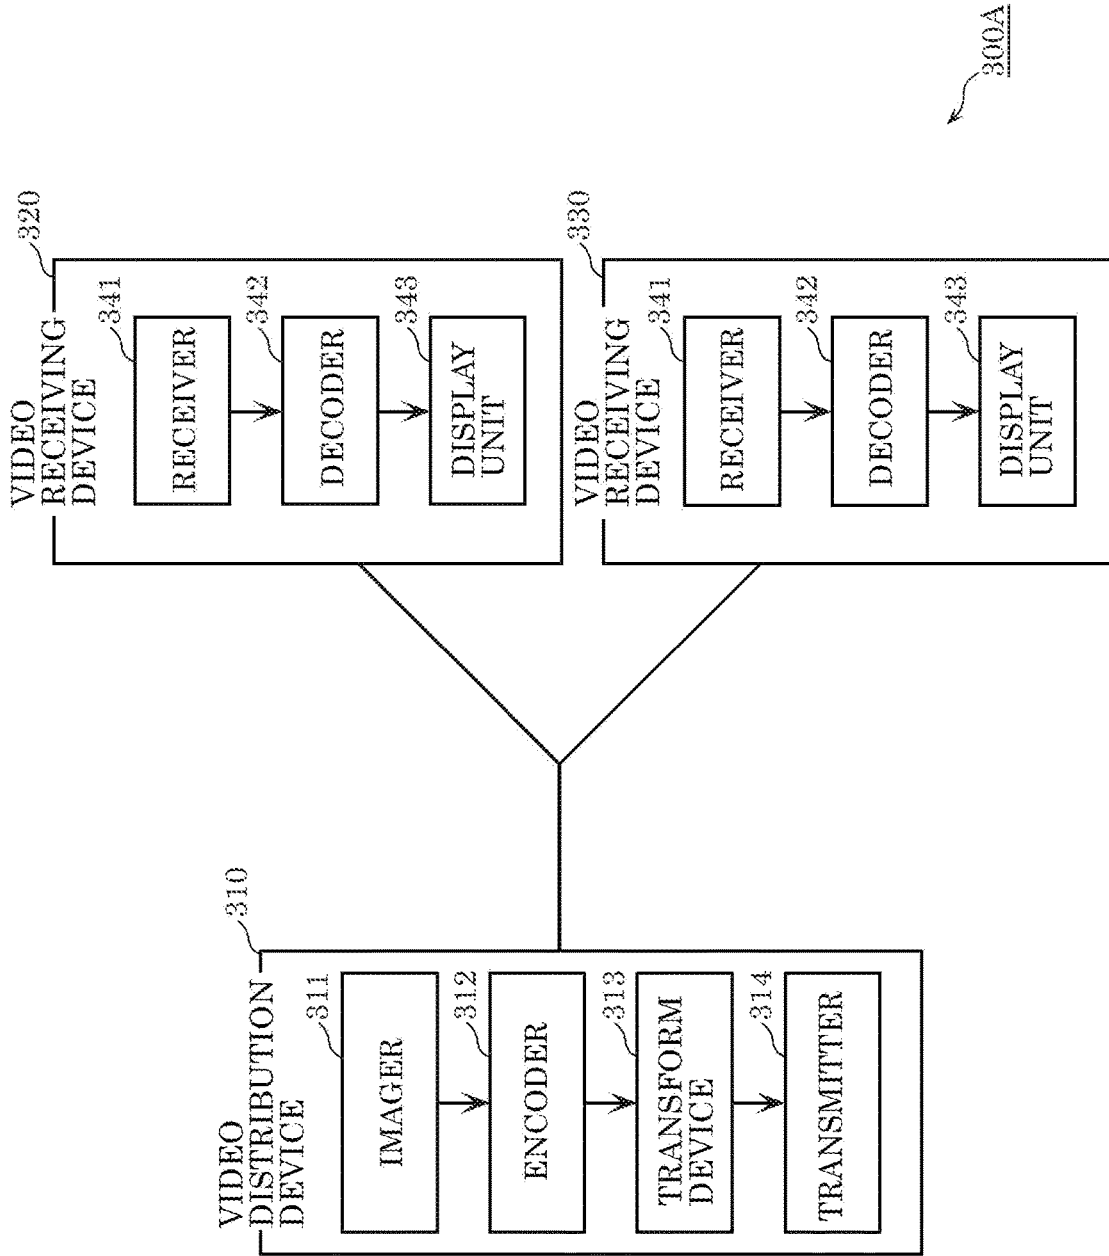 300A
310
VIDEO
DISTRIBUTION
DEVICE
311
IMAGER
312
ENCODER
313
TRANSFORM
DEVICE
314
TRANSMITTER
320
VIDEO
RECEIVING
DEVICE
341
RECEIVER
342
DECODER
343
DISPLAY
UNIT
330
VIDEO
RECEIVING
DEVICE
341
RECEIVER
342
DECODER
343
DISPLAY
UNIT